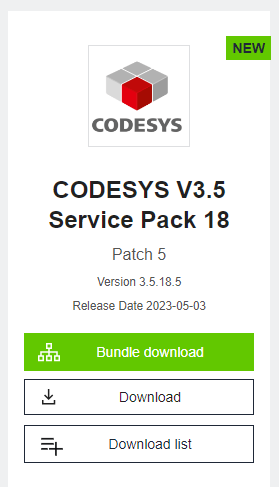 NEW
CODESYS
CODESYS V3.5
Service Pack 18
Patch 5
Version 3.5.18.5
Release Date 2023-05-03
Bundle download
Download
Download list